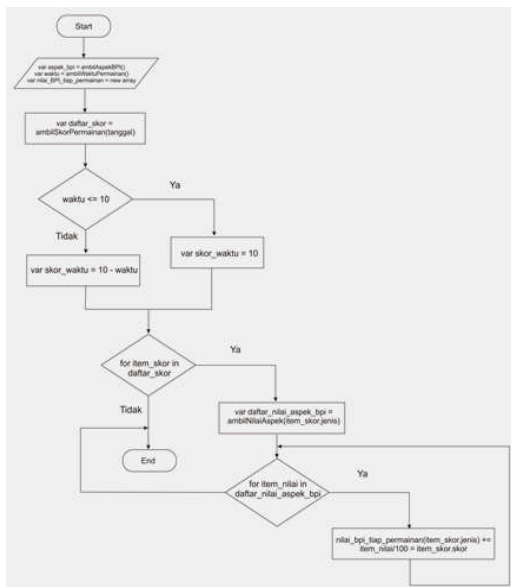 Start
var aspek_bpi = ambilAspekBPI()
var waktu = ambilWaktuPermainan()
var nilai_BPI_tiap_permainan = new array
var daftar_skor =
ambilSkorPermainan(tanggal)
waktu <= 10
Ya
Tidak
var skor_waktu = 10
var skor_waktu = 10 - waktu
for item_skor in
daftar_skor
Ya
Tidak
var daftar_nilai_aspek_bpi =
ambilNilaiAspek(item_skor.jenis)
End
for item_nilai in
daftar_nilai_aspek_bpi
Ya
nilai_bpi_tiap_permainan(item_skor.jenis) +=
item_nilai/100 = item_skor.skor